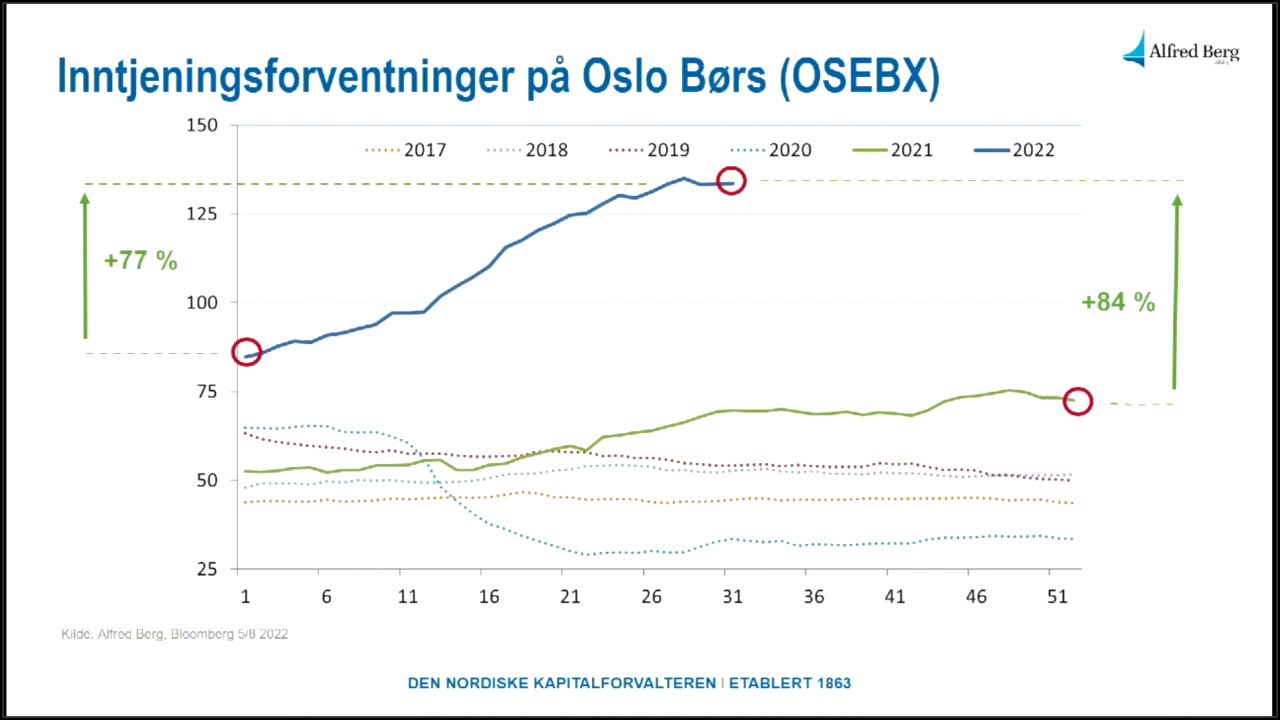 Alfred Berg
Inntjeningsforventninger på Oslo Børs (OSEBX)
150
2017 2018 2019 2020 2021 2022
125
+77 %
100
+84 %
75
50
25
1 6 11 16 21 26 31 36 41 46 51
Kilde: Alfred Berg, Bloomberg 5/8 2022
DEN NORDISKE KAPITALFORVALTEREN | ETABLERT 1863